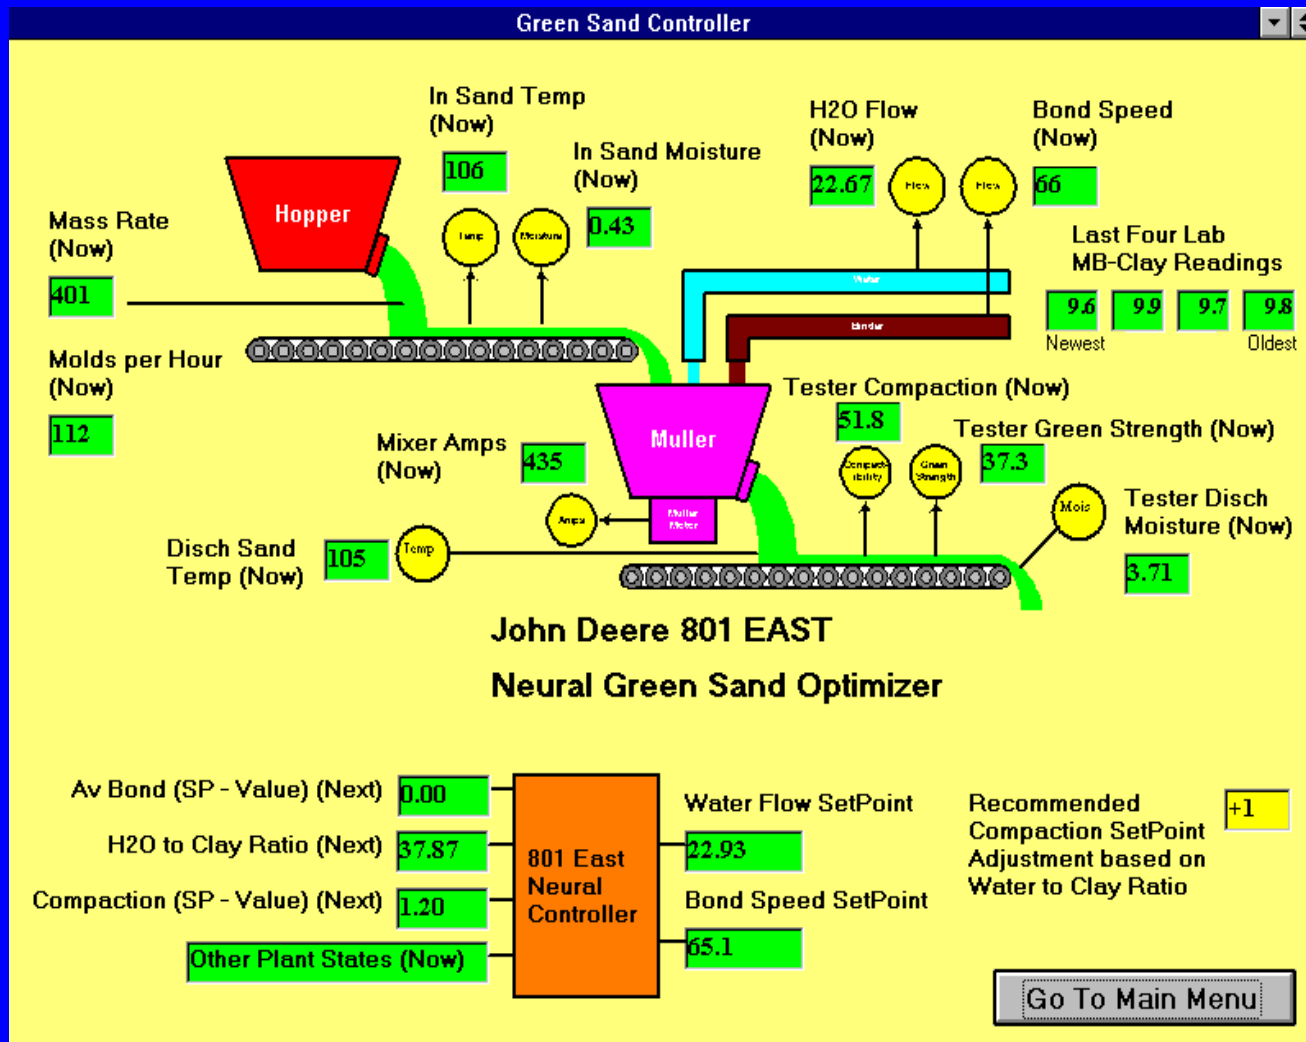 Green Sand Controller
In Sand Temp
(Now)
106
In Sand Moisture
(Now)
0.43
H2O Flow
(Now)
22.67
Flow
Flow
Bond Speed
(Now)
66
Hopper
Temp
Moisture
Mass Rate
(Now)
401
Last Four Lab
MB-Clay Readings
9.6 9.9 9.7 9.8
Newest Oldest
Water
Binder
Molds per Hour
(Now)
112
Tester Compaction (Now)
51.8
Tester Green Strength (Now)
37.3
Mixer Amps
(Now)
435
Muller
Compact-
ibility
Green
Strength
Mois
Tester Disch
Moisture (Now)
3.71
Amps
Muller
Motor
Disch Sand
Temp (Now)
105
Temp
John Deere 801 EAST
Neural Green Sand Optimizer
Av Bond (SP - Value) (Next) 0.00
H2O to Clay Ratio (Next) 37.87
Compaction (SP - Value) (Next) 1.20
Other Plant States (Now)
801 East
Neural
Controller
Water Flow SetPoint
22.93
Bond Speed SetPoint
65.1
Recommended
Compaction SetPoint
Adjustment based on
Water to Clay Ratio
+1
Go To Main Menu